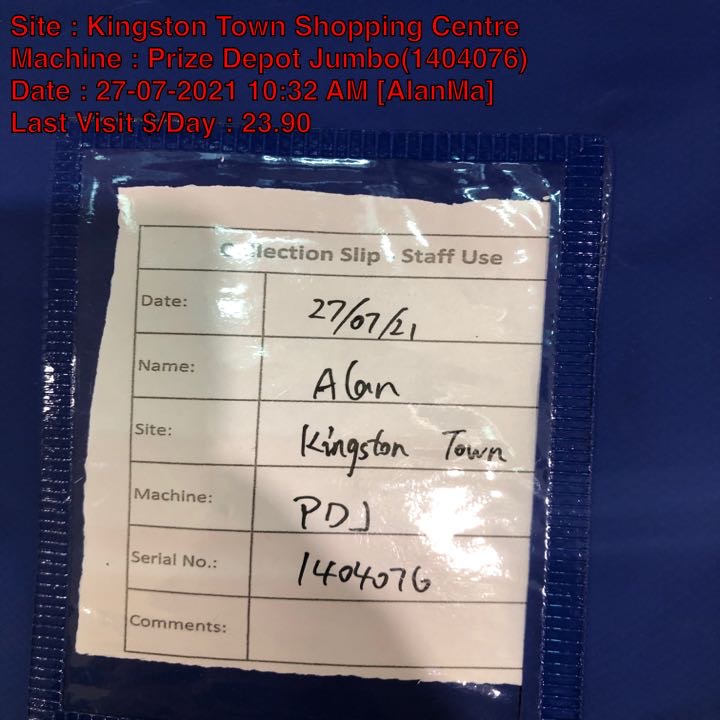 Site : Kingston Town Shopping Centre
Machine : Prize Depot Jumbo(1404076)
Date : 27-07-2021 10:32 AM [AlanMa]
Last Visit $/Day : 23.90
Collection Slip - Staff Use
Date: 27/07/21
Name: Alan
Site: Kingston Town
Machine: PDJ
Serial No.: 1404076
Comments: